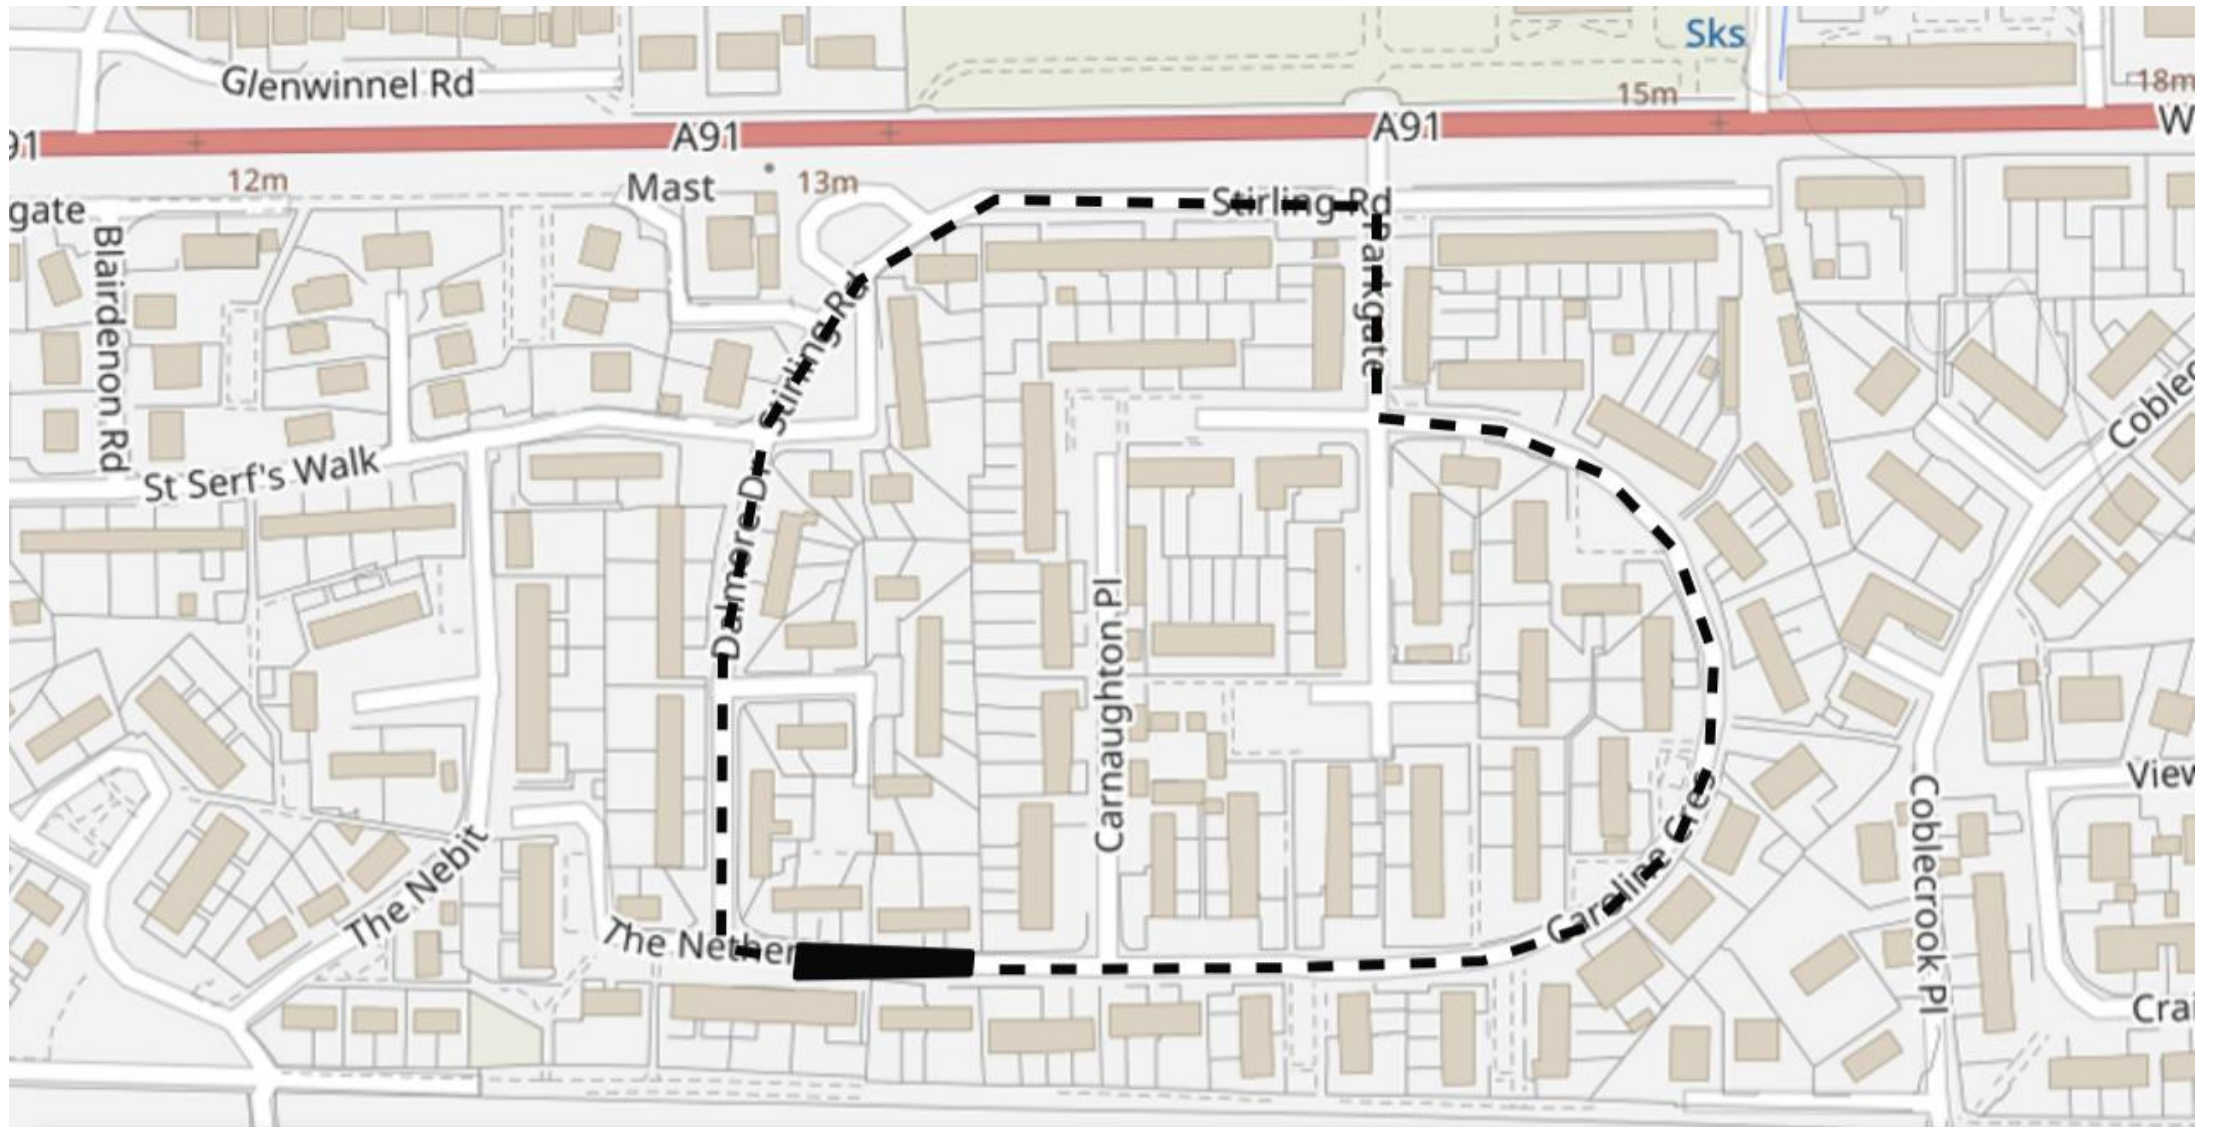 Glenwinnel Rd
Sks
15m
18m
91
A91
A91
W
12m
Mast
13m
gate
Stirling Rd
Blairdenon Rd
Parkgate
Stirling Rd
St Serf's Walk
Coblec
Dalmore Dr
Carnaughton Pl
View
Caroline Cres
Coblecrook Pl
The Nebit
The Nether
Crai